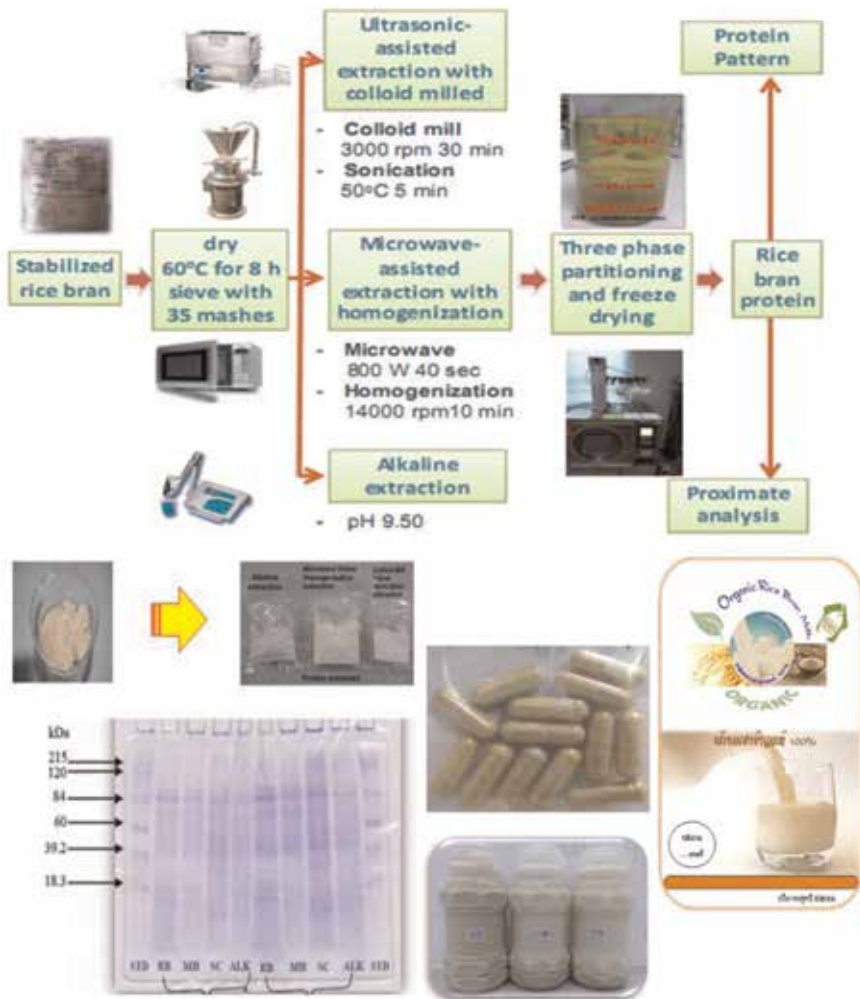 Ultrasonic-
assisted
extraction with
colloid milled
- Colloid mill
3000 rpm 30 min
- Sonication
50°C 5 min
Protein
Pattern
Stabilized
rice bran
dry
60°C for 8 h
sieve with
35 mashes
Microwave-
assisted
extraction with
homogenization
- Microwave
800 W 40 sec
- Homogenization
14000 rpm10 min
Three phase
partitioning
and freeze
drying
Rice
bran
protein
Alkaline
extraction
- pH 9.50
Proximate
analysis
Alkaline
extraction
Organic Rice Bran Milk
ORGANIC
100%
kDa
215
120
84
60
39.2
18.3
STD RB MH SC ALK RB MH SC ALK STD